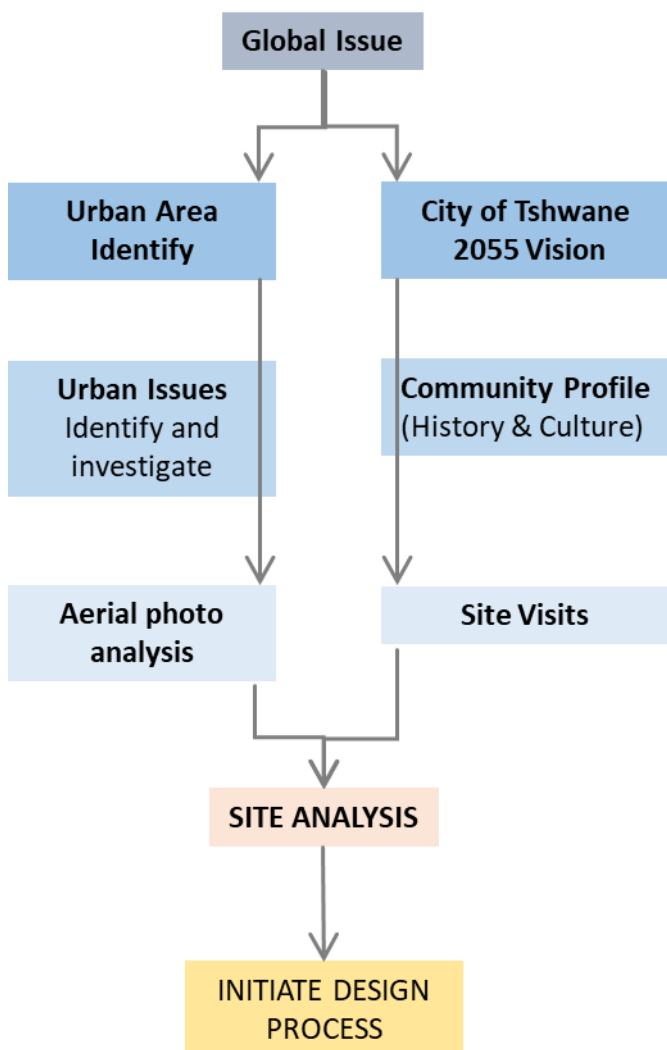 Global Issue
Urban Area
Identify
City of Tshwane
2055 Vision
Urban Issues
Identify and
investigate
Community Profile
(History & Culture)
Aerial photo
analysis
Site Visits
SITE ANALYSIS
INITIATE DESIGN
PROCESS